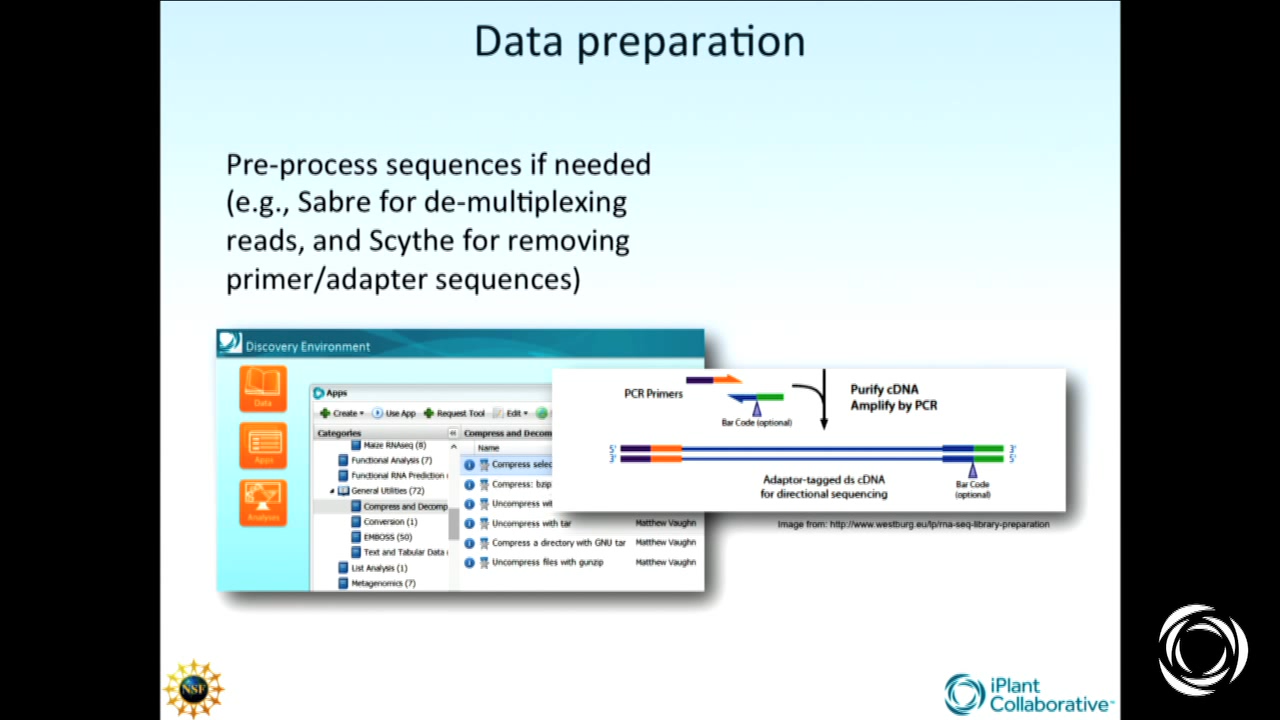 Data preparation
Pre-process sequences if needed
(e.g., Sabre for de-multiplexing
reads, and Scythe for removing
primer/adapter sequences)
Discovery Environment
Data
Apps
Analyses
Apps
Create
Use App
Request Tool
Edit
Categories
Maize RNAseq (8)
Functional Analysis (7)
Functional RNA Prediction
General Utilities (72)
Compress and Decomp
Conversion (1)
EMBOSS (50)
Text and Tabular Data
List Analysis (1)
Metagenomics (7)
Compress and Decom
Name
Compress selec
Compress: bzip
Uncompress wit
Uncompress with tar Matthew Vaughn
Compress a directory with GNU tar Matthew Vaughn
Uncompress files with gunzip Matthew Vaughn
PCR Primers
Bar Code (optional)
Purify cDNA
Amplify by PCR
5' 3'
3' 5'
Adaptor-tagged ds cDNA
for directional sequencing
Bar Code
(optional)
Image from: http://www.westburg.eu/lp/rna-seq-library-preparation
NSF
iPlant
Collaborative™